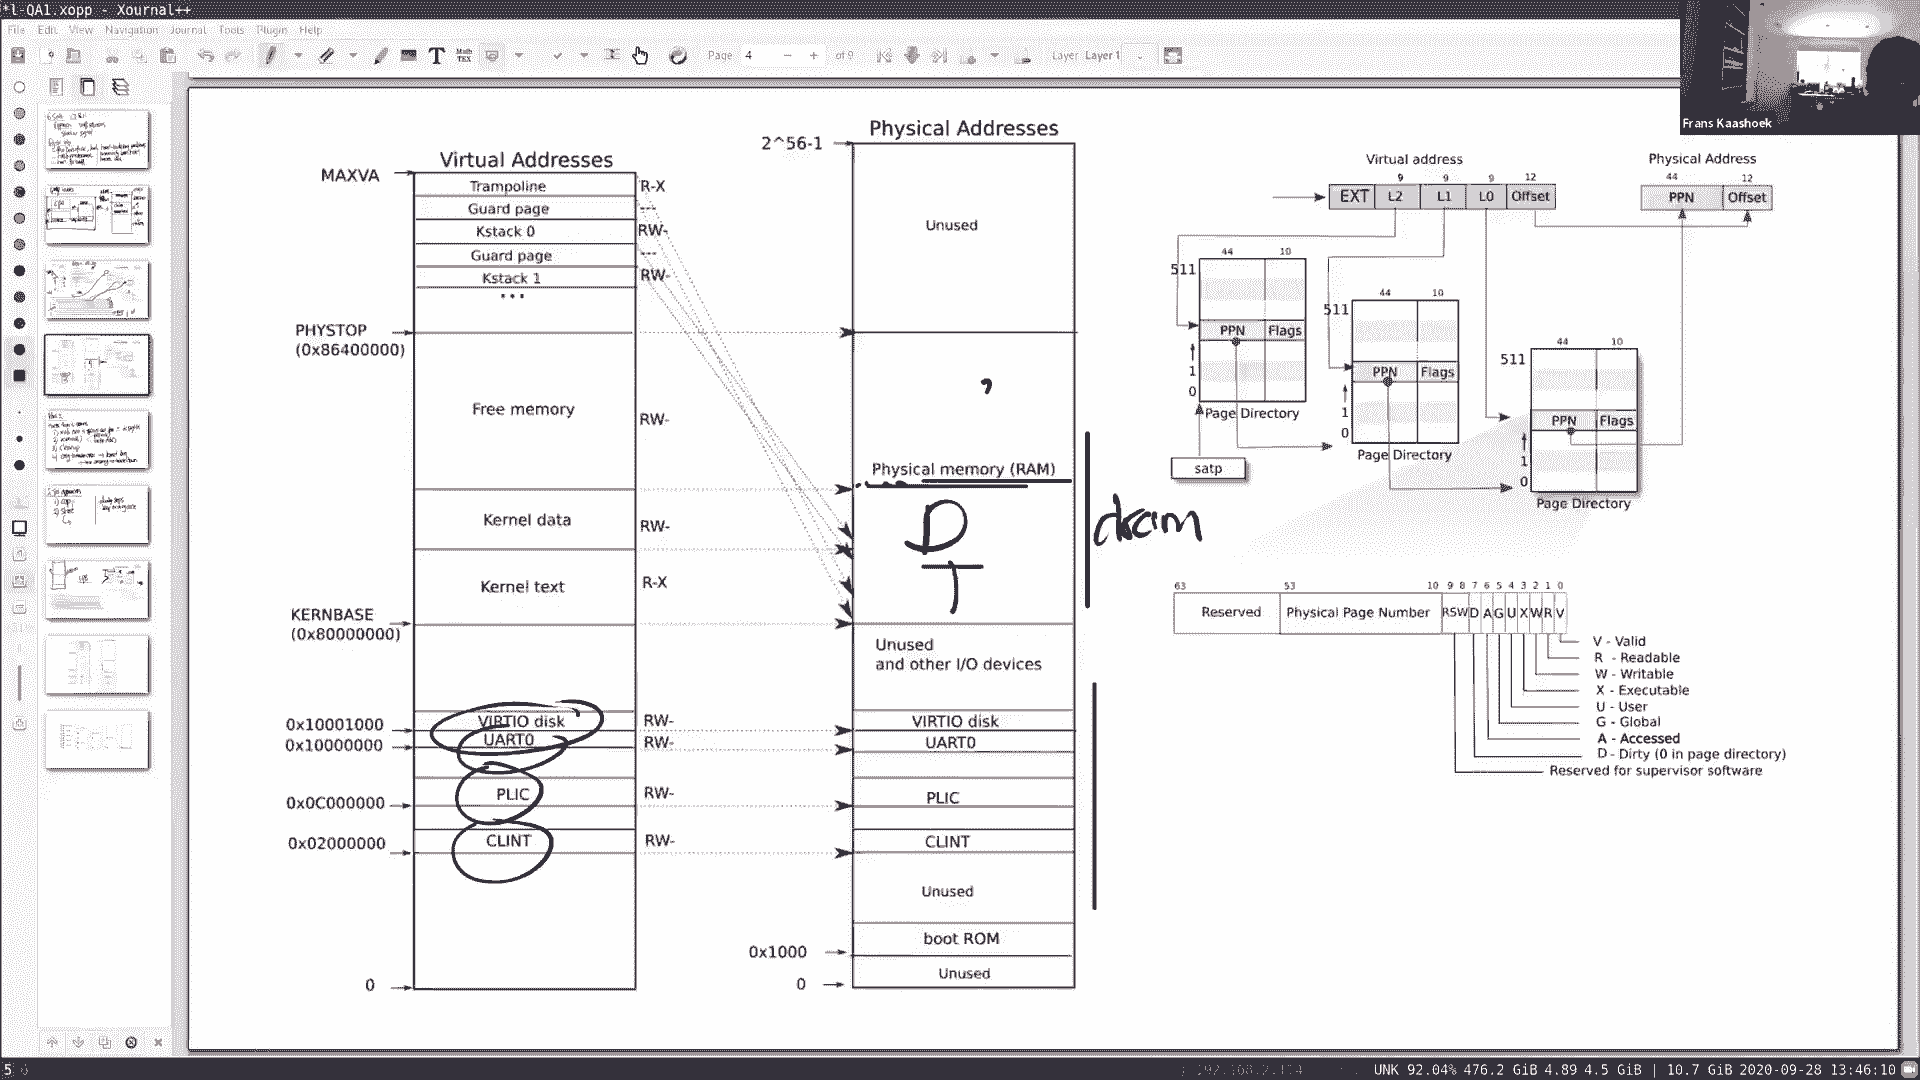 *l-QA1.xopp - Xournal++
File Edit View Navigation Journal Tools Plugin Help
Page 4 of 9 Layer Layer 1
Frans Kaashoek
Virtual Addresses
MAXVA
Trampoline R-X
Guard page ---
Kstack 0 RW-
Guard page ---
Kstack 1 RW-
...
PHYSTOP
(0x86400000)
Free memory RW-
Kernel data RW-
Kernel text R-X
KERNBASE
(0x80000000)
0x10001000 VIRTIO disk RW-
0x10000000 UART0 RW-
0x0C000000 PLIC RW-
0x02000000 CLINT RW-
0
Physical Addresses
2^56-1
Unused
Physical memory (RAM)
D
T
dram
Unused
and other I/O devices
VIRTIO disk
UART0
PLIC
CLINT
Unused
boot ROM
0x1000
Unused
0
Virtual address
9 9 9 12
EXT L2 L1 L0 Offset
Physical Address
44 12
PPN Offset
44 10
511
PPN Flags
1
0
Page Directory
satp
44 10
511
PPN Flags
1
0
Page Directory
44 10
511
PPN Flags
1
0
Page Directory
63 53 10 9 8 7 6 5 4 3 2 1 0
Reserved Physical Page Number RSW D A G U X W R V
V - Valid
R - Readable
W - Writable
X - Executable
U - User
G - Global
A - Accessed
D - Dirty (0 in page directory)
Reserved for supervisor software
5 UNK 92.04% 476.2 GiB 4.89 4.5 GiB | 10.7 GiB 2020-09-28 13:46:10